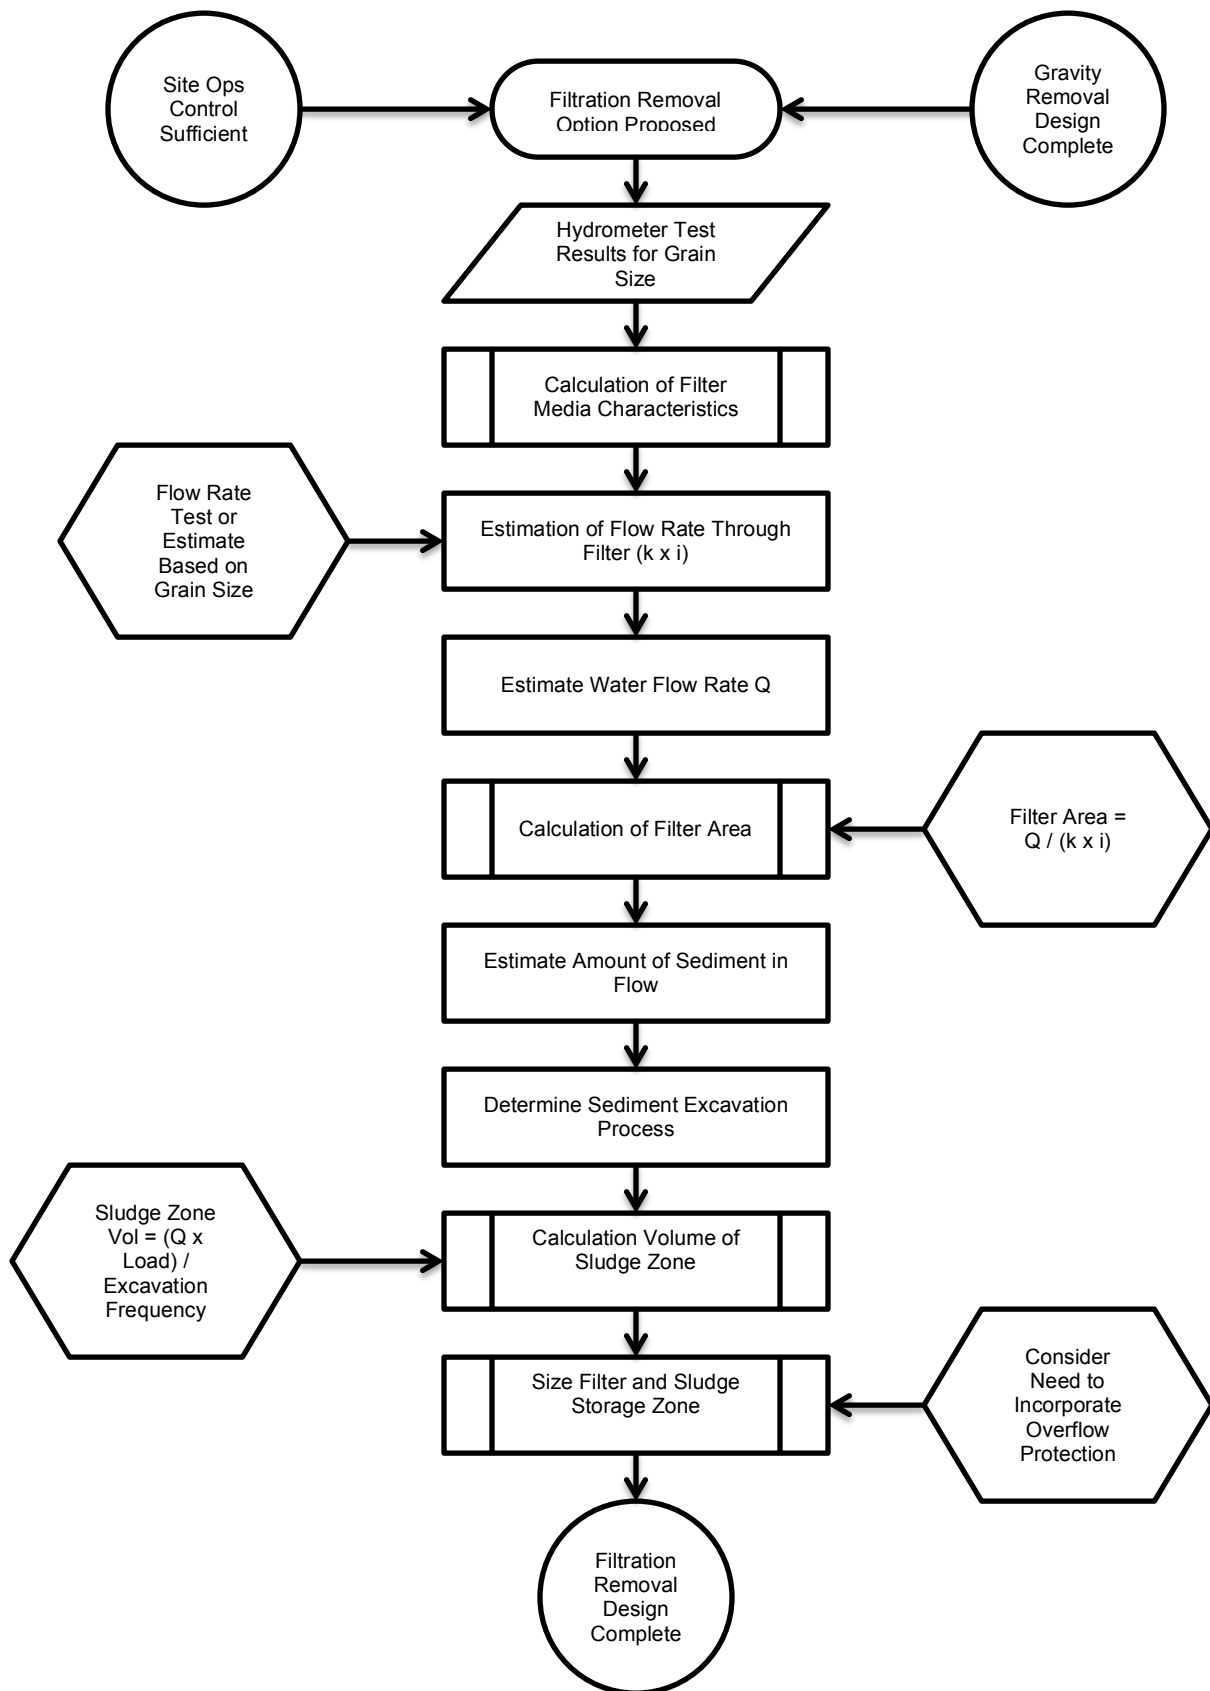 Site Ops
Control
Sufficient
Filtration Removal
Option Proposed
Gravity
Removal
Design
Complete
Hydrometer Test
Results for Grain
Size
Calculation of Filter
Media Characteristics
Flow Rate
Test or
Estimate
Based on
Grain Size
Estimation of Flow Rate Through
Filter (k x i)
Estimate Water Flow Rate Q
Calculation of Filter Area
Filter Area =
Q / (k x i)
Estimate Amount of Sediment in
Flow
Determine Sediment Excavation
Process
Sludge Zone
Vol = (Q x
Load) /
Excavation
Frequency
Calculation Volume of
Sludge Zone
Size Filter and Sludge
Storage Zone
Consider
Need to
Incorporate
Overflow
Protection
Filtration
Removal
Design
Complete